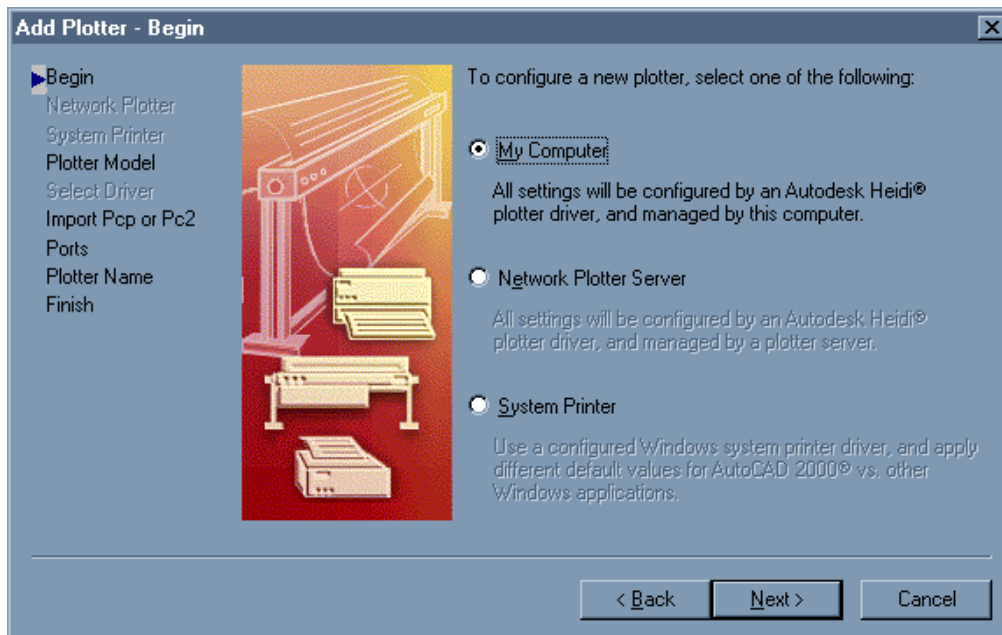 Add Plotter - Begin
Begin
Network Plotter
System Printer
Plotter Model
Select Driver
Import Pcp or Pc2
Ports
Plotter Name
Finish
To configure a new plotter, select one of the following:
My Computer
All settings will be configured by an Autodesk Heidi®
plotter driver, and managed by this computer.
Network Plotter Server
All settings will be configured by an Autodesk Heidi®
plotter driver, and managed by a plotter server.
System Printer
Use a configured Windows system printer driver, and apply
different default values for AutoCAD 2000® vs. other
Windows applications.
< Back
Next >
Cancel